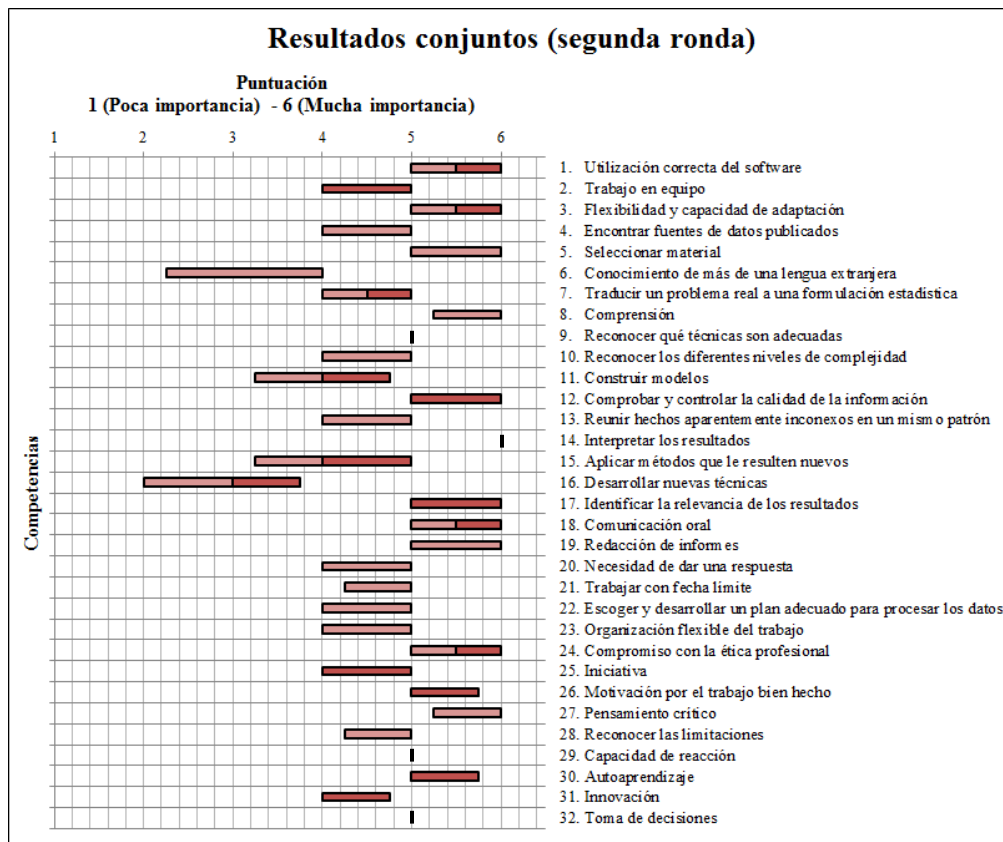 Resultados conjuntos (segunda ronda)
Puntuación
1 (Poca importancia) - 6 (Mucha importancia)
1 2 3 4 5 6
Competencias
1. Utilización correcta del software
2. Trabajo en equipo
3. Flexibilidad y capacidad de adaptación
4. Encontrar fuentes de datos publicados
5. Seleccionar material
6. Conocimiento de más de una lengua extranjera
7. Traducir un problema real a una formulación estadística
8. Comprensión
9. Reconocer qué técnicas son adecuadas
10. Reconocer los diferentes niveles de complejidad
11. Construir modelos
12. Comprobar y controlar la calidad de la información
13. Reunir hechos aparentemente inconexos en un mismo patrón
14. Interpretar los resultados
15. Aplicar métodos que le resulten nuevos
16. Desarrollar nuevas técnicas
17. Identificar la relevancia de los resultados
18. Comunicación oral
19. Redacción de informes
20. Necesidad de dar una respuesta
21. Trabajar con fecha límite
22. Escoger y desarrollar un plan adecuado para procesar los datos
23. Organización flexible del trabajo
24. Compromiso con la ética profesional
25. Iniciativa
26. Motivación por el trabajo bien hecho
27. Pensamiento crítico
28. Reconocer las limitaciones
29. Capacidad de reacción
30. Autoaprendizaje
31. Innovación
32. Toma de decisiones